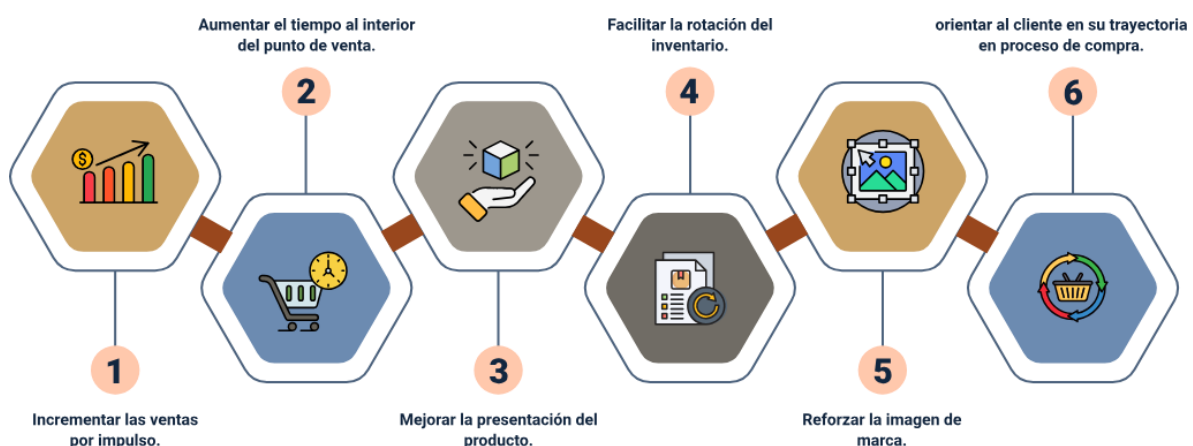 1
Incrementar las ventas
por impulso.
Aumentar el tiempo al interior
del punto de venta.
2
3
Mejorar la presentación del
producto.
Facilitar la rotación del
inventario.
4
5
Reforzar la imagen de
marca.
orientar al cliente en su trayectoria
en proceso de compra.
6
$